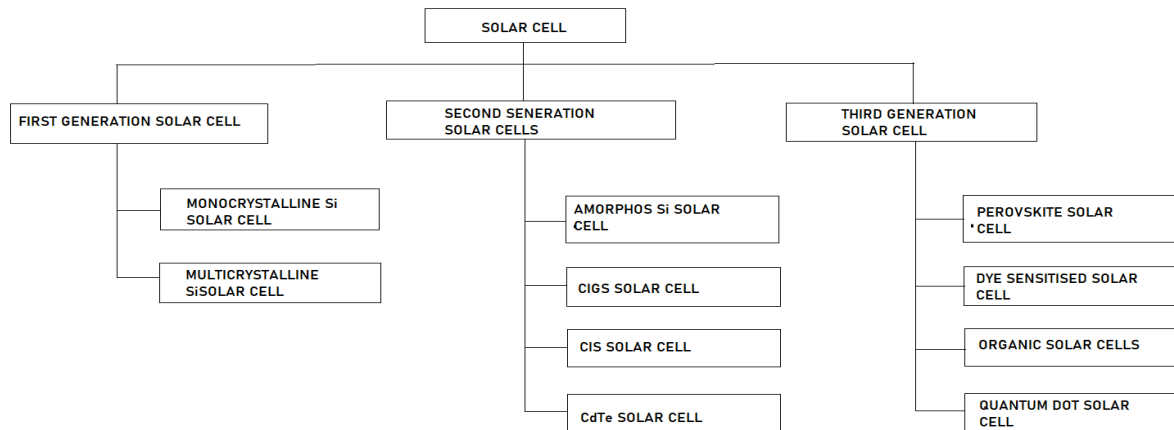 SOLAR CELL
FIRST GENERATION SOLAR CELL
MONOCRYSTALLINE Si
SOLAR CELL
MULTICRYSTALLINE
SiSOLAR CELL
SECOND SENERATION
SOLAR CELLS
AMORPHOS Si SOLAR
CELL
CIGS SOLAR CELL
CIS SOLAR CELL
CdTe SOLAR CELL
THIRD GENERATION
SOLAR CELL
PEROVSKITE SOLAR
CELL
DYE SENSITISED SOLAR
CELL
ORGANIC SOLAR CELLS
QUANTUM DOT SOLAR
CELL